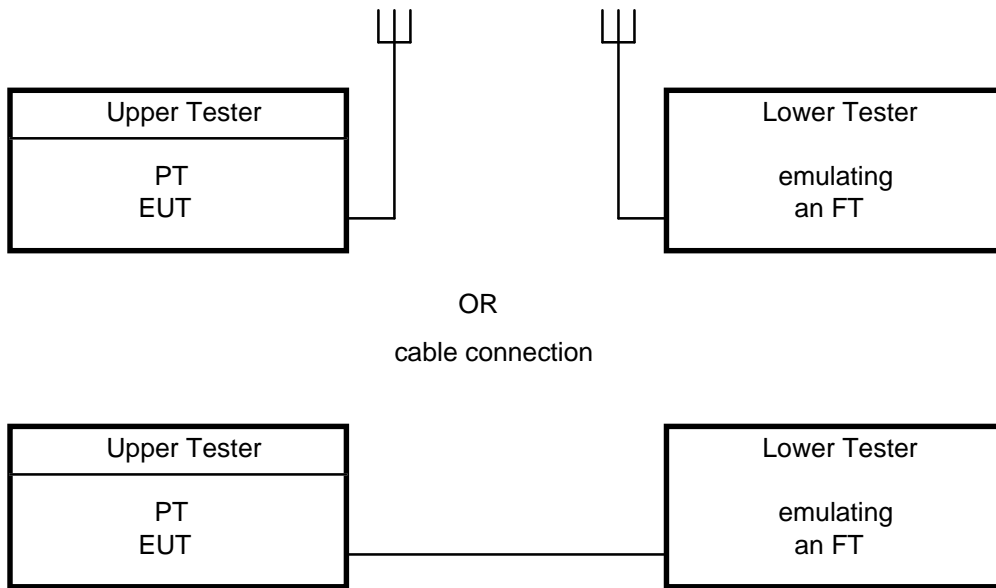 Upper Tester
PT
EUT
Lower Tester
emulating
an FT
OR
cable connection
Upper Tester
PT
EUT
Lower Tester
emulating
an FT